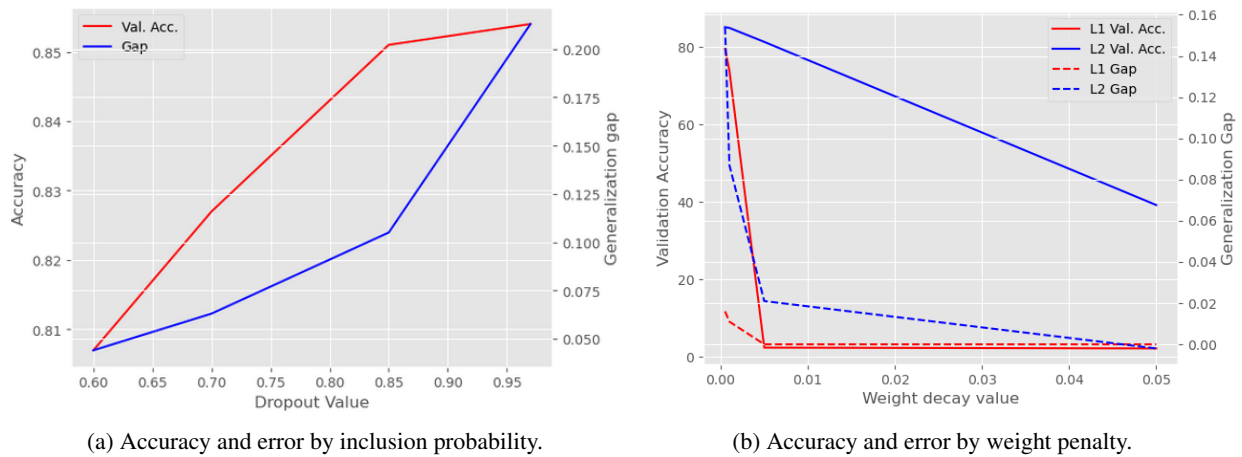 Val. Acc.
Gap
0.85
0.84
0.83
0.82
0.81
Accuracy
0.200
0.175
0.150
0.125
0.100
0.075
0.050
Generalization gap
0.60 0.65 0.70 0.75 0.80 0.85 0.90 0.95
Dropout Value
(a) Accuracy and error by inclusion probability.
L1 Val. Acc.
L2 Val. Acc.
L1 Gap
L2 Gap
80
60
40
20
0
Validation Accuracy
0.16
0.14
0.12
0.10
0.08
0.06
0.04
0.02
0.00
Generalization Gap
0.00 0.01 0.02 0.03 0.04 0.05
Weight decay value
(b) Accuracy and error by weight penalty.